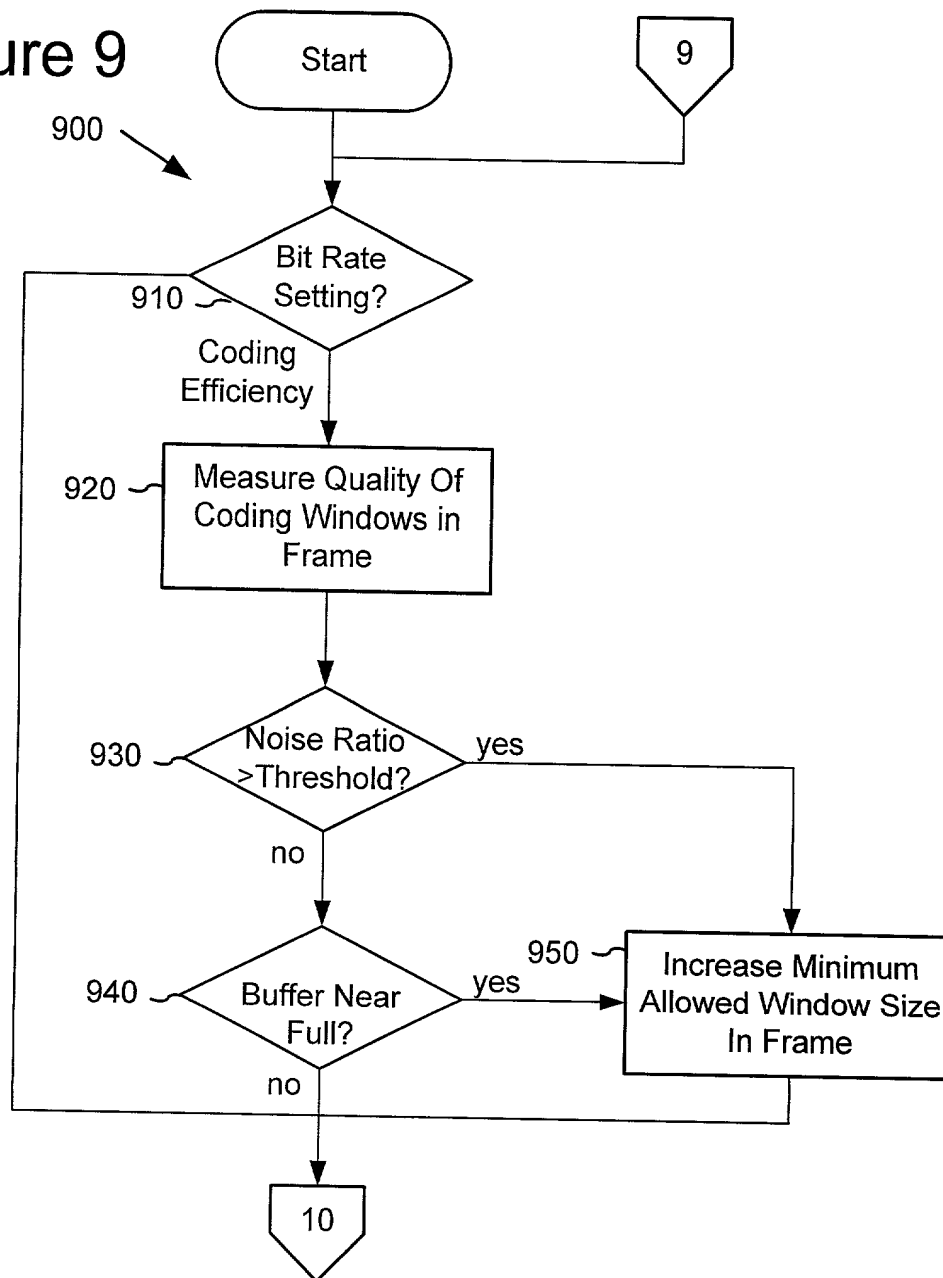 ure 9
Start
9
900
Bit Rate
Setting?
910
Coding
Efficiency
920
Measure Quality Of
Coding Windows in
Frame
930
Noise Ratio
>Threshold?
yes
no
940
Buffer Near
Full?
yes
950
Increase Minimum
Allowed Window Size
In Frame
no
10